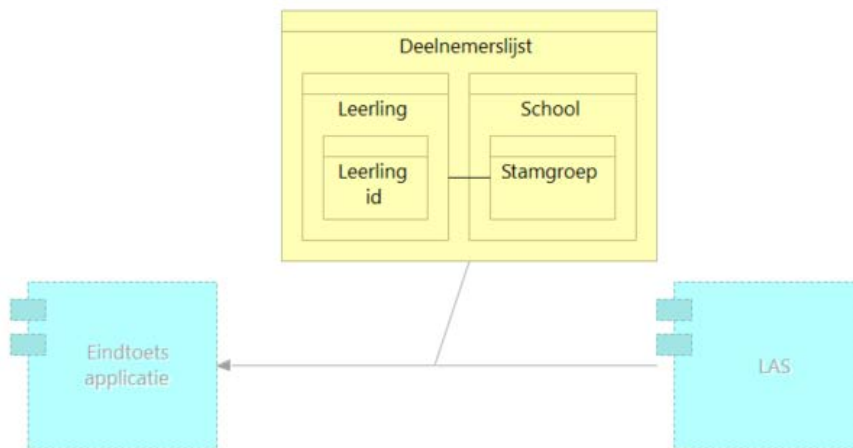 Deelnemerslijst
Leerling
School
Leerling
id
Stamgroep
Eindtoets
applicatie
LAS